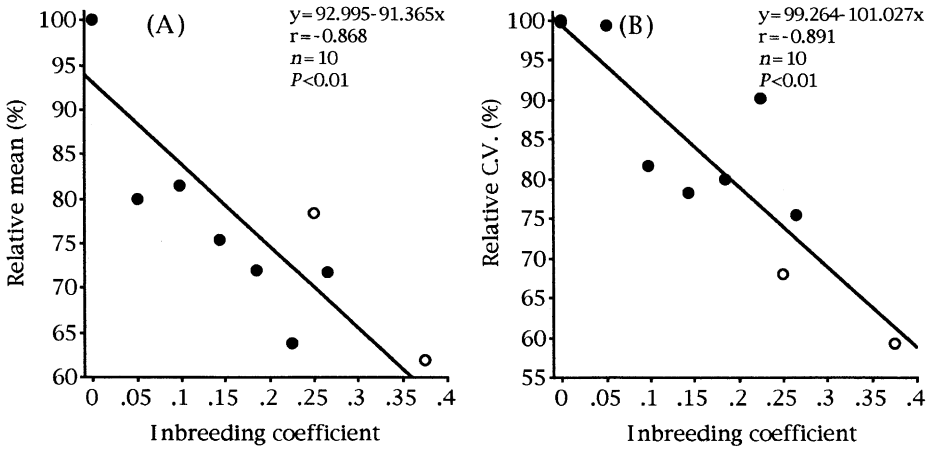 (A)
y=92.995-91.365x
r=-0.868
n=10
P<0.01
Relative mean (%)
100
95
90
85
80
75
70
65
60
0 .05 .1 .15 .2 .25 .3 .35 .4
Inbreeding coefficient
(B)
y=99.264-101.027x
r=-0.891
n=10
P<0.01
Relative C.V. (%)
100
95
90
85
80
75
70
65
60
55
0 .05 .1 .15 .2 .25 .3 .35 .4
Inbreeding coefficient